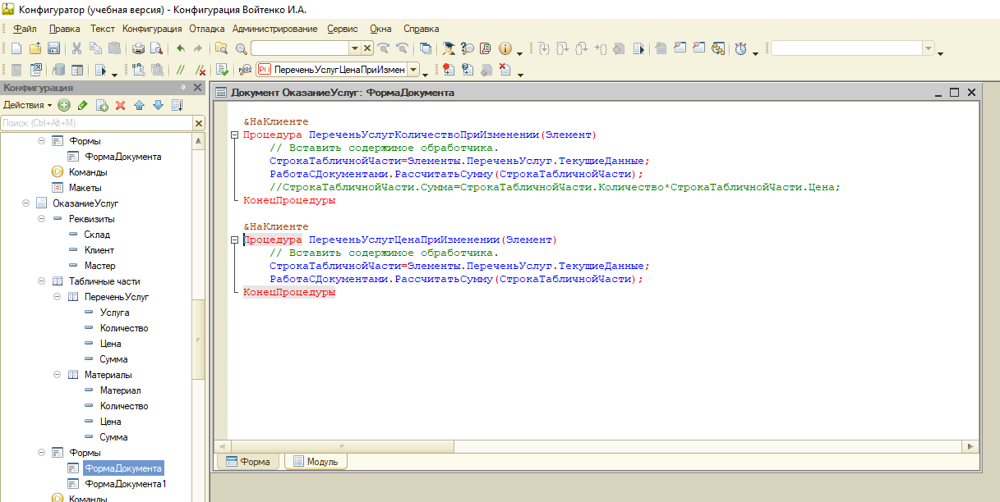 Конфигуратор (учебная версия) - Конфигурация Войтенко И.А.
Файл Правка Текст Конфигурация Отладка Администрирование Сервис Окна Справка
ПереченьУслугЦенаПриИзмен
Конфигурация
Действия
Поиск (Ctrl+Alt+M)
Формы
ФормаДокумента
Команды
Макеты
ОказаниеУслуг
Реквизиты
Склад
Клиент
Мастер
Табличные части
ПереченьУслуг
Услуга
Количество
Цена
Сумма
Материалы
Материал
Количество
Цена
Сумма
Формы
ФормаДокумента
ФормаДокумента1
Команды
Документ ОказаниеУслуг: ФормаДокумента
&НаКлиенте
Процедура ПереченьУслугКоличествоПриИзменении(Элемент)
// Вставить содержимое обработчика.
СтрокаТабличнойЧасти=Элементы.ПереченьУслуг.ТекущиеДанные;
РаботаСДокументами.РассчитатьСумму(СтрокаТабличнойЧасти);
//СтрокаТабличнойЧасти.Сумма=СтрокаТабличнойЧасти.Количество*СтрокаТабличнойЧасти.Цена;
КонецПроцедуры
&НаКлиенте
Процедура ПереченьУслугЦенаПриИзменении(Элемент)
// Вставить содержимое обработчика.
СтрокаТабличнойЧасти=Элементы.ПереченьУслуг.ТекущиеДанные;
РаботаСДокументами.РассчитатьСумму(СтрокаТабличнойЧасти);
КонецПроцедуры
Форма Модуль